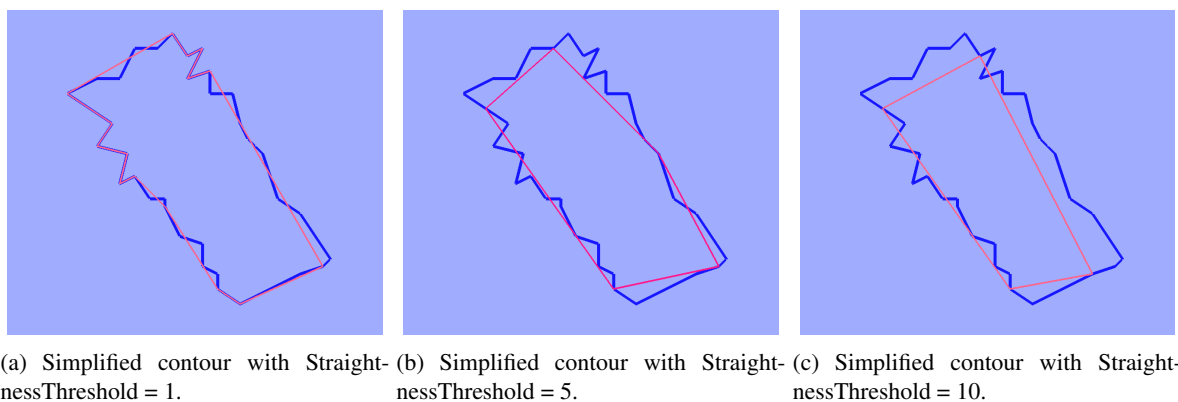 (a) Simplified contour with Straight-
nessThreshold = 1.
(b) Simplified contour with Straight-
nessThreshold = 5.
(c) Simplified contour with Straight-
nessThreshold = 10.